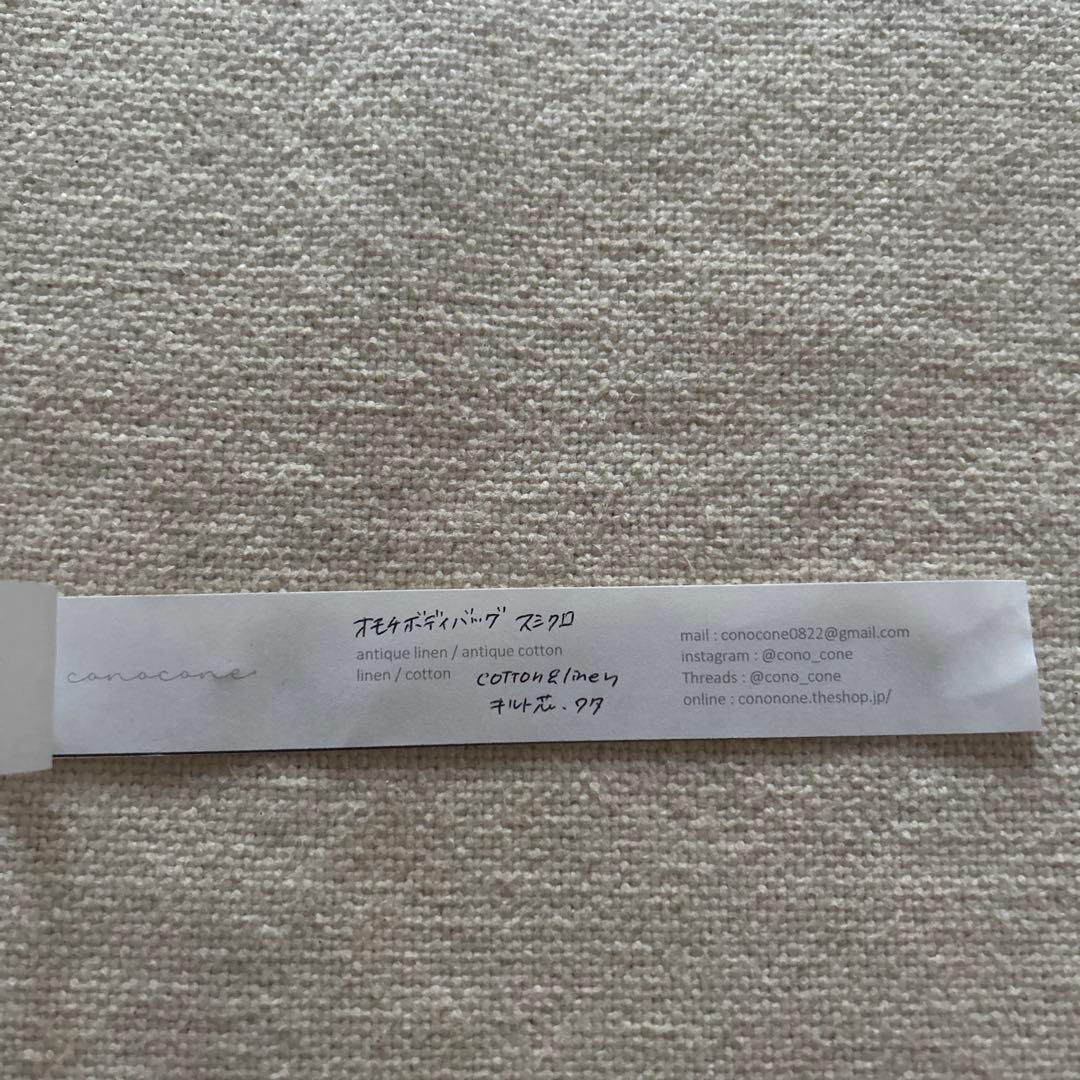 conocone
オモチボディバッグ スミクロ
antique linen / antique cotton
linen / cotton COTTON & linen
キルト芯、ワタ
mail : conocone0822@gmail.com
instagram : @cono_cone
Threads : @cono_cone
online : cononone.theshop.jp/